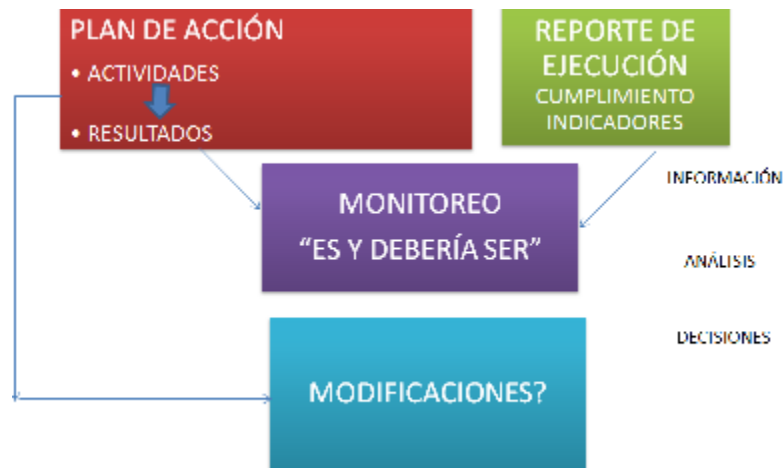 PLAN DE ACCIÓN
• ACTIVIDADES
• RESULTADOS
REPORTE DE
EJECUCIÓN
CUMPLIMIENTO
INDICADORES
MONITOREO
“ES Y DEBERÍA SER”
INFORMACIÓN
ANÁLISIS
DECISIONES
MODIFICACIONES?